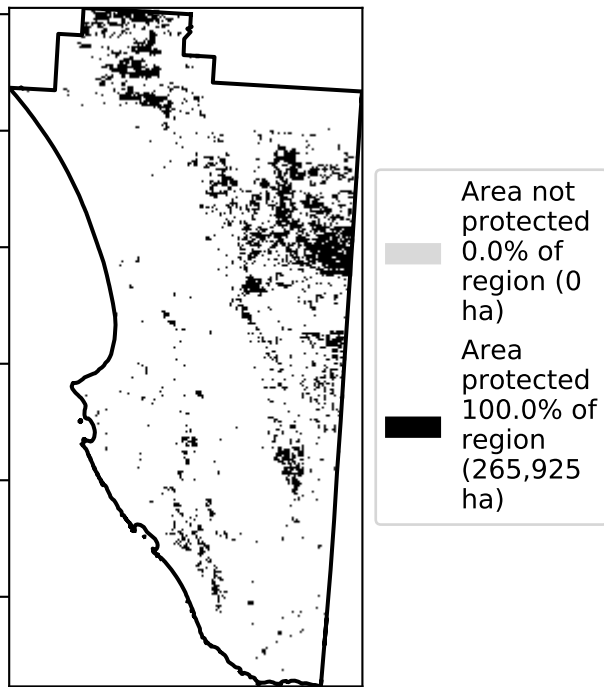 Area not
protected
0.0% of
region (0
ha)
Area
protected
100.0% of
region
(265,925
ha)